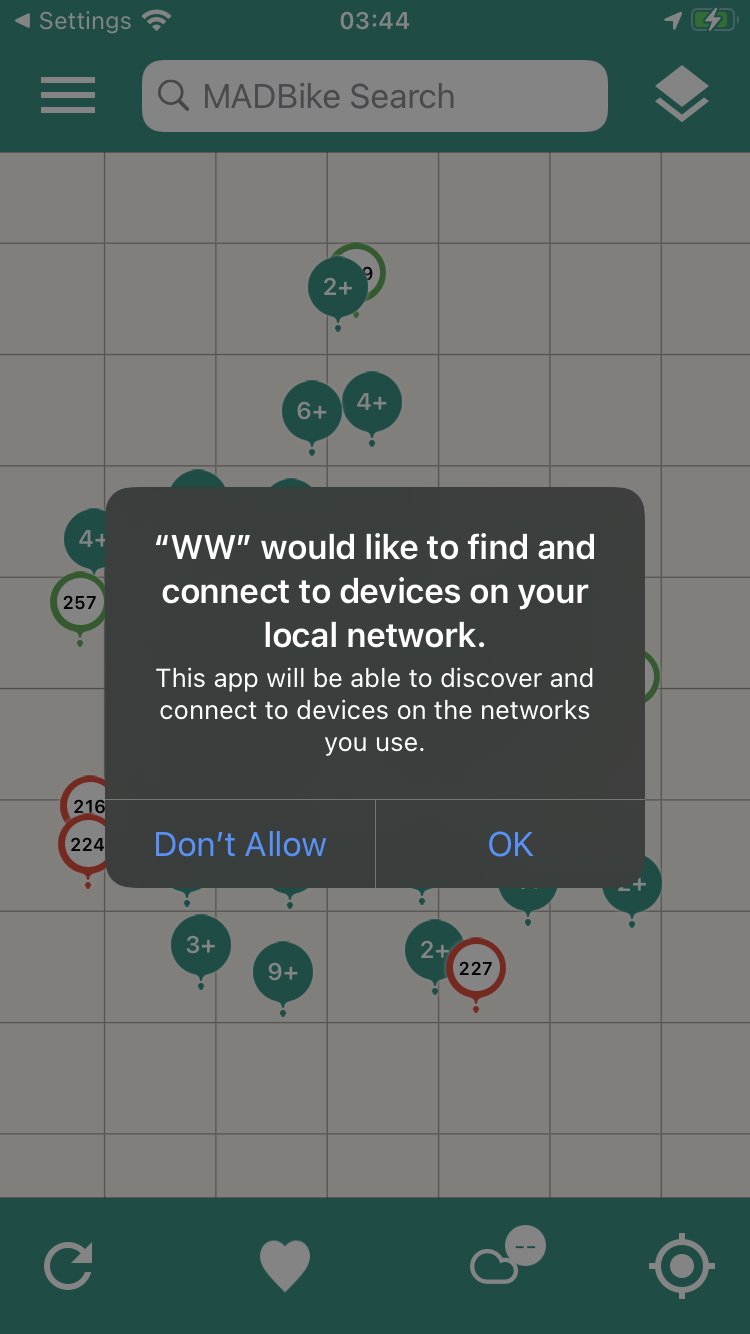 Settings
03:44
MADBike Search
9
2+
6+
4+
4+
257
“WW” would like to find and
connect to devices on your
local network.
This app will be able to discover and
connect to devices on the networks
you use.
216
224
Don’t Allow
OK
2+
3+
9+
2+
227
--